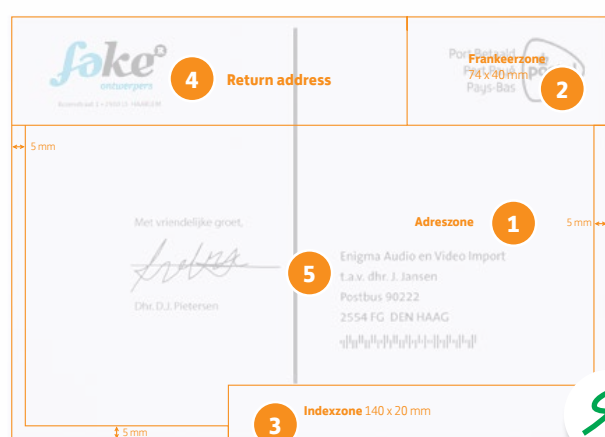 fake
ontwerpers
4
Return address
Port Betaald
Port Payé
Pays-Bas
Frankeerzone
74 x 40 mm
2
5 mm
Met vriendelijke groet,
Dhr. D.J. Pietersen
5
Adreszone
1
5 mm
Enigma Audio en Video Import
t.a.v. dhr. J. Jansen
Postbus 90222
2554 FG DEN HAAG
3
Indexzone 140 x 20 mm
5 mm